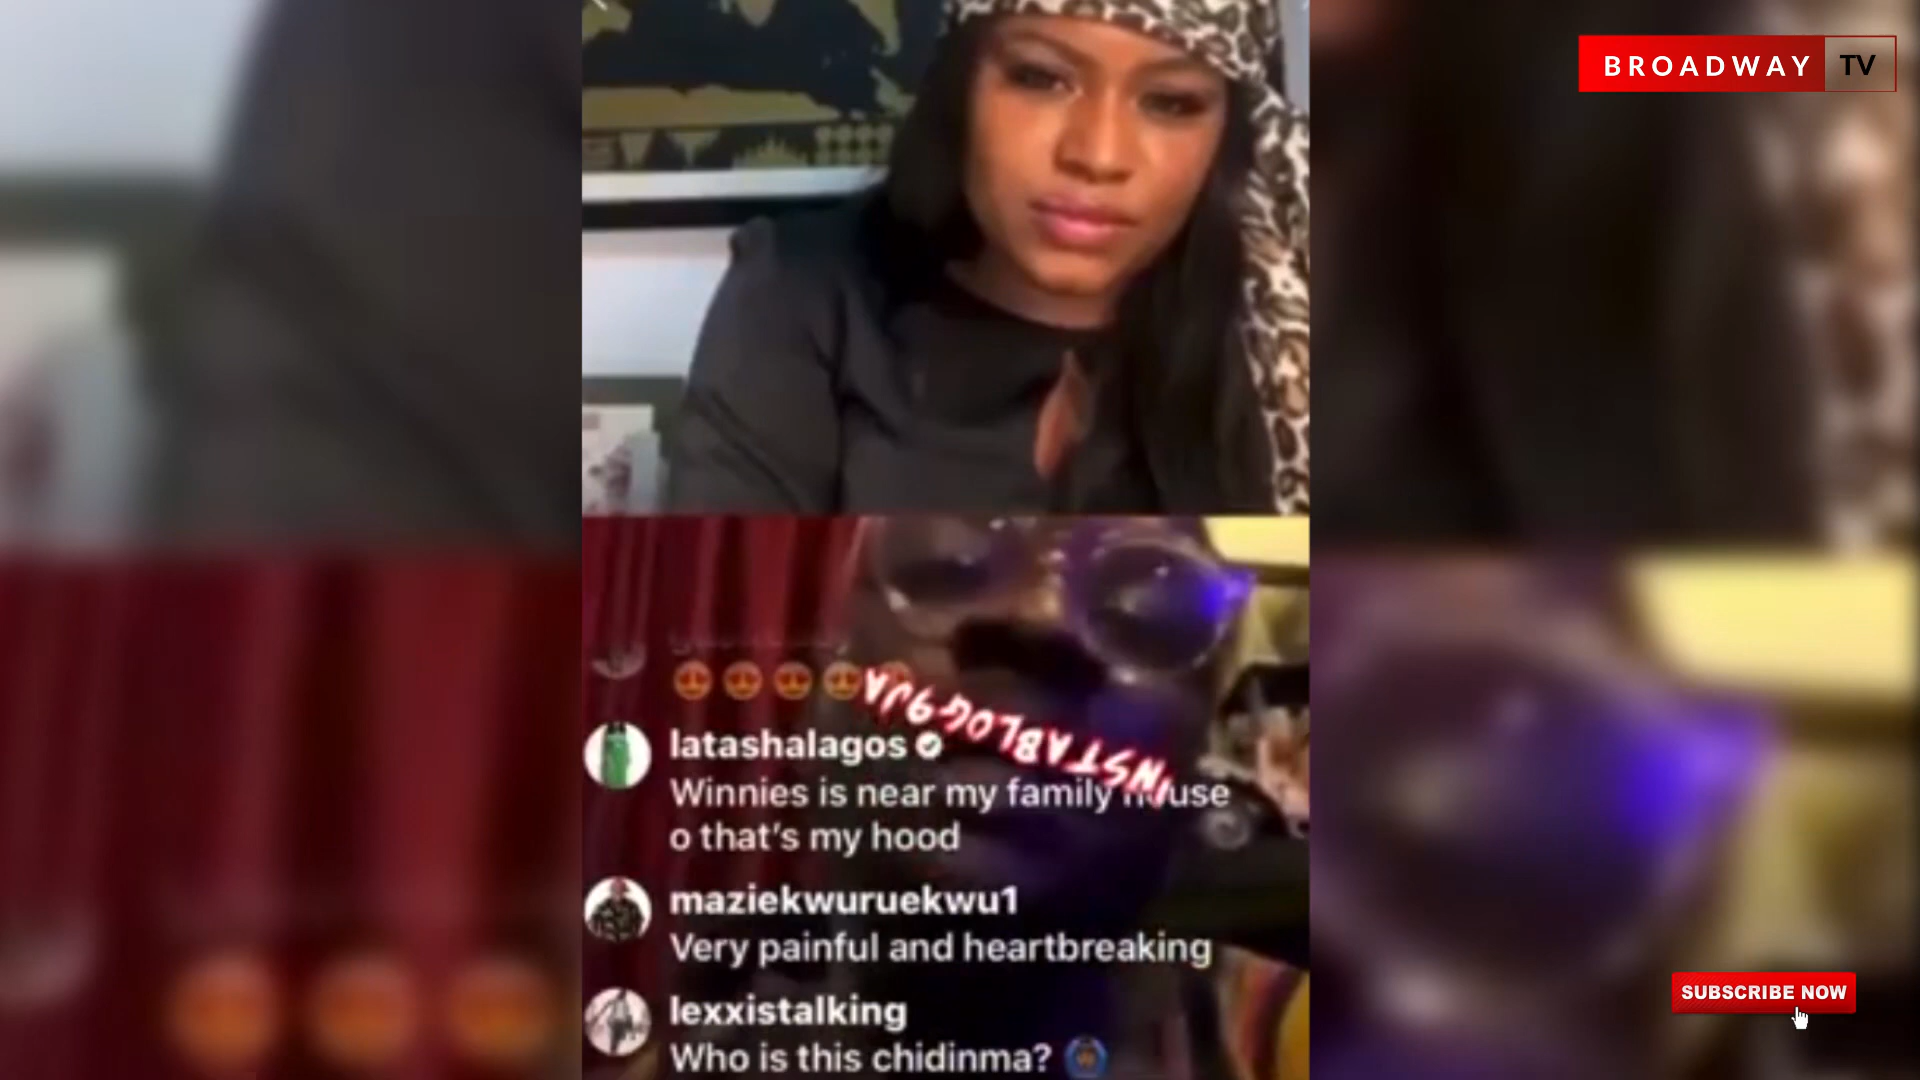 BROADWAY TV
INSTABLOG9JA
latashalagos
Winnies is near my family house
o that's my hood
maziekwuruekwu1
Very painful and heartbreaking
lexxistalking
Who is this chidinma?
SUBSCRIBE NOW